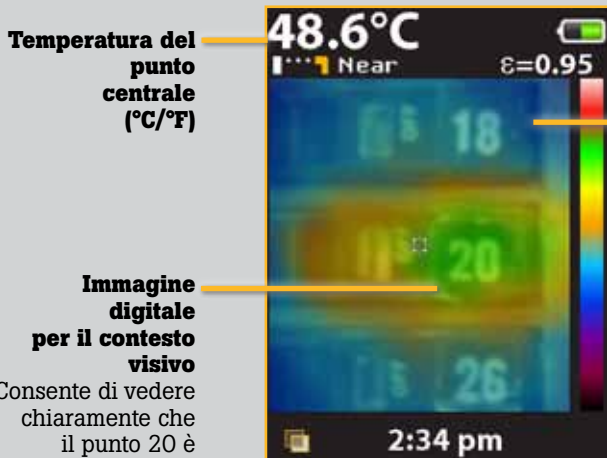 Temperatura del
punto
centrale
(°C/°F)
48.6°C
Near
ε=0.95
18
20
26
OFF
Immagine
digitale
per il contesto
visivo
Consente di vedere
chiaramente che
il punto 20 è
2:34 pm